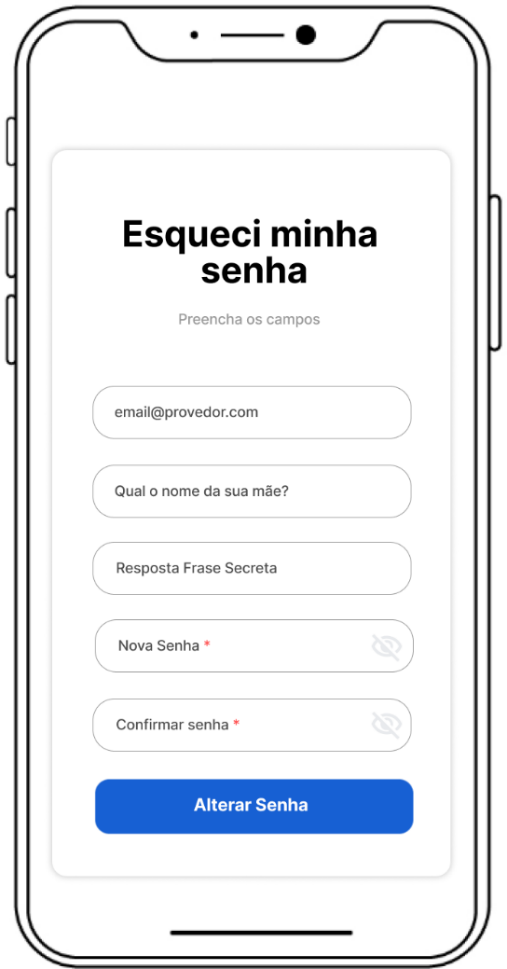 Esqueci minha
senha
Preencha os campos
email@provedor.com
Qual o nome da sua mãe?
Resposta Frase Secreta
Nova Senha *
Confirmar senha *
Alterar Senha